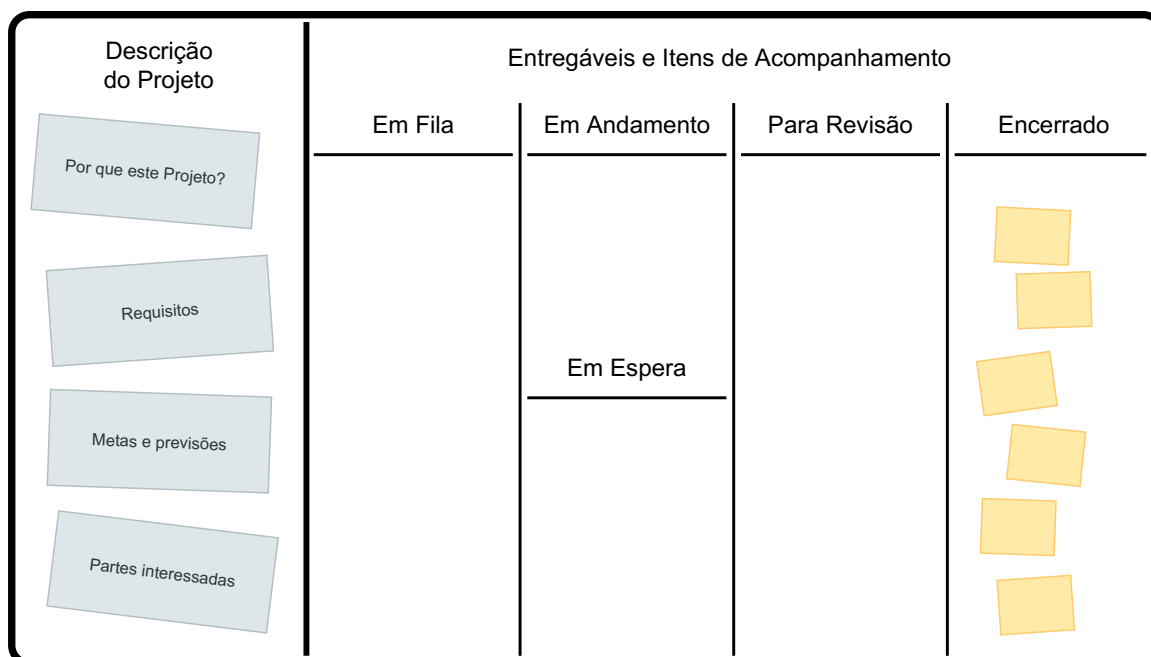 Descrição
do Projeto
Entregáveis e Itens de Acompanhamento
Em Fila
Em Andamento
Para Revisão
Encerrado
Por que este Projeto?
Requisitos
Em Espera
Metas e previsões
Partes interessadas